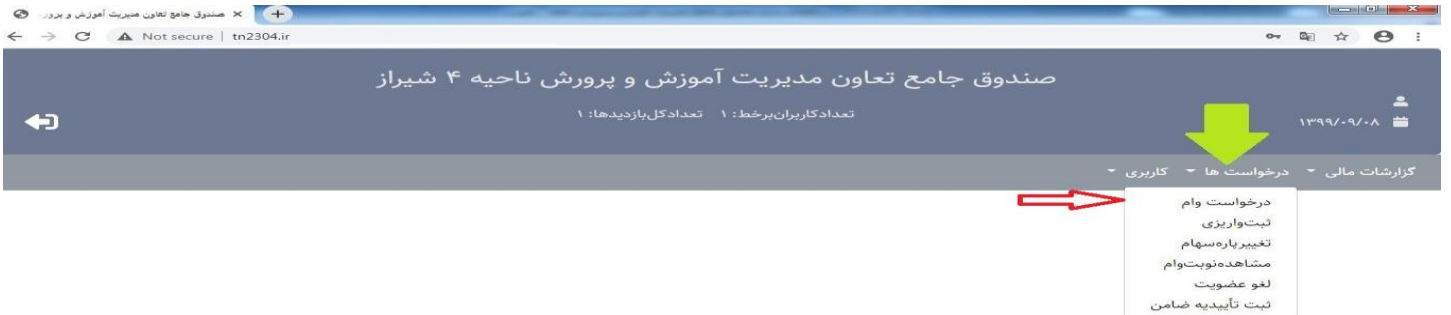 صندوق جامع تعاون مدیریت آموزش و پرور
Not secure | tn2304.ir
صندوق جامع تعاون مدیریت آموزش و پرورش ناحیه ۴ شیراز
تعدادکاربران‌برخط: ۱ تعدادکل‌بازدیدها: ۱
۱۳۹۹/۰۹/۰۸
گزارشات مالی درخواست ها کاربری
درخواست وام
ثبت‌واریزی
تغییرپاره‌سهام
مشاهده‌نوبت‌وام
لغو عضویت
ثبت تأییدیه ضامن